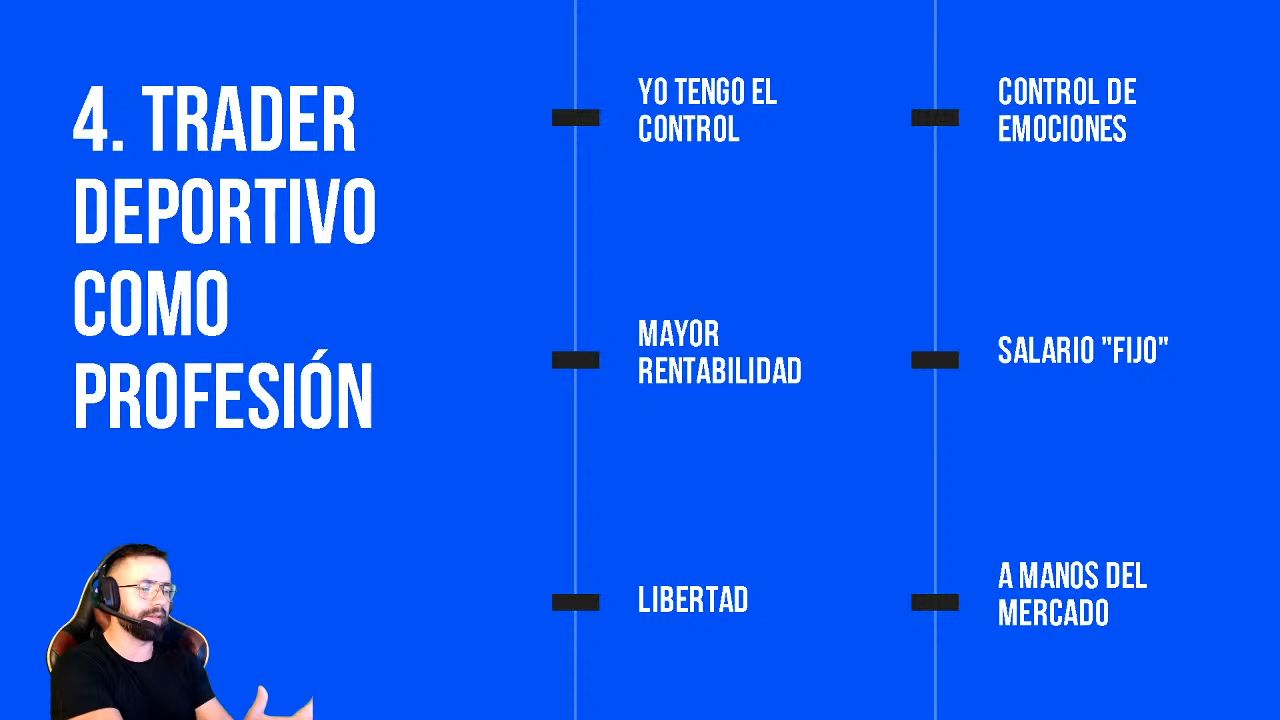 4. TRADER
DEPORTIVO
COMO
PROFESIÓN
YO TENGO EL
CONTROL
MAYOR
RENTABILIDAD
LIBERTAD
CONTROL DE
EMOCIONES
SALARIO "FIJO"
A MANOS DEL
MERCADO